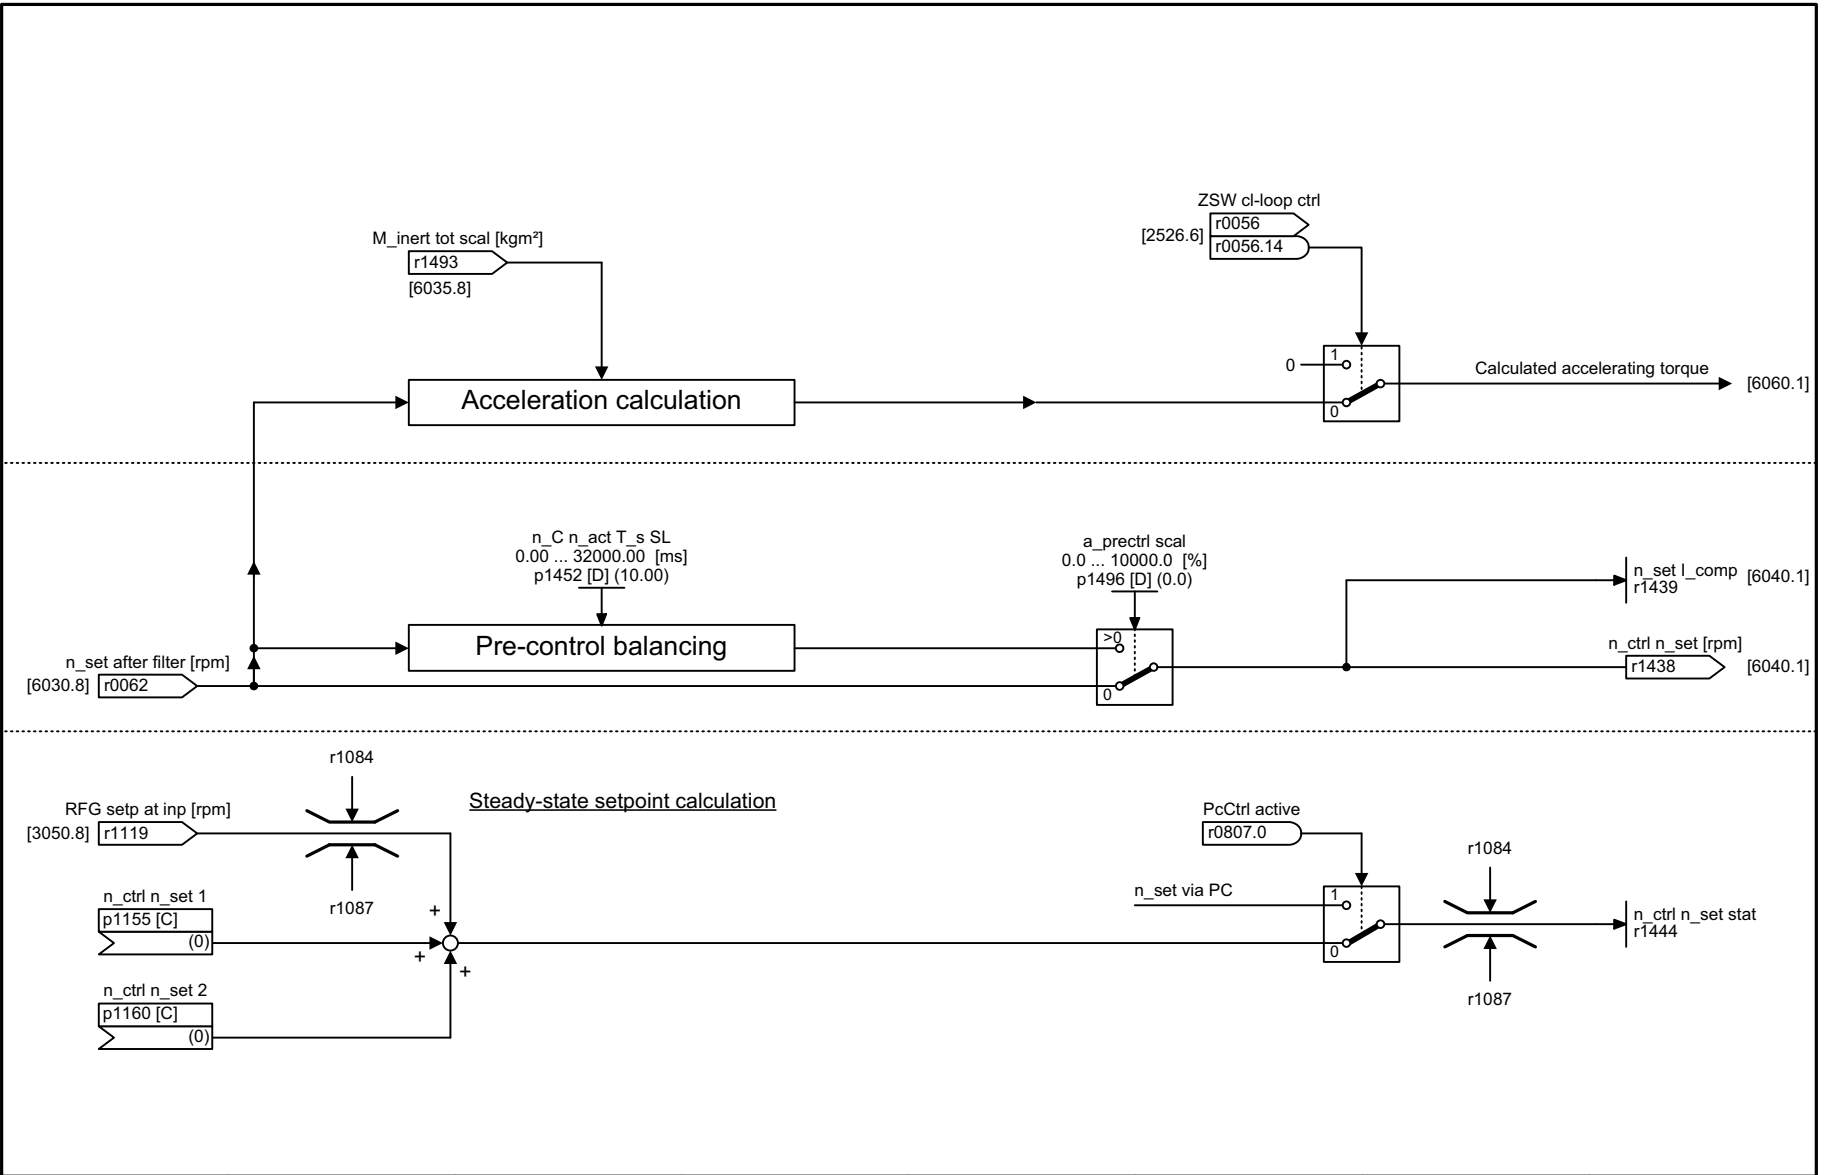 ZSW cl-loop ctrl
r0056
[2526.6]
r0056.14
M_inert tot scal [kgm²]
r1493
[6035.8]
1
0
Calculated accelerating torque
[6060.1]
Acceleration calculation
0
n_C n_act T_s SL
0.00 ... 32000.00 [ms]
p1452 [D] (10.00)
a_prectrl scal
0.0 ... 10000.0 [%]
p1496 [D] (0.0)
n_set I_comp
r1439
[6040.1]
Pre-control balancing
>0
0
n_set after filter [rpm]
[6030.8]
r0062
n_ctrl n_set [rpm]
r1438
[6040.1]
r1084
Steady-state setpoint calculation
RFG setp at inp [rpm]
[3050.8]
r1119
r1087
PcCtrl active
r0807.0
r1084
n_set via PC
1
0
n_ctrl n_set stat
r1444
r1087
n_ctrl n_set 1
p1155 [C]
(0)
+
+
+
n_ctrl n_set 2
p1160 [C]
(0)